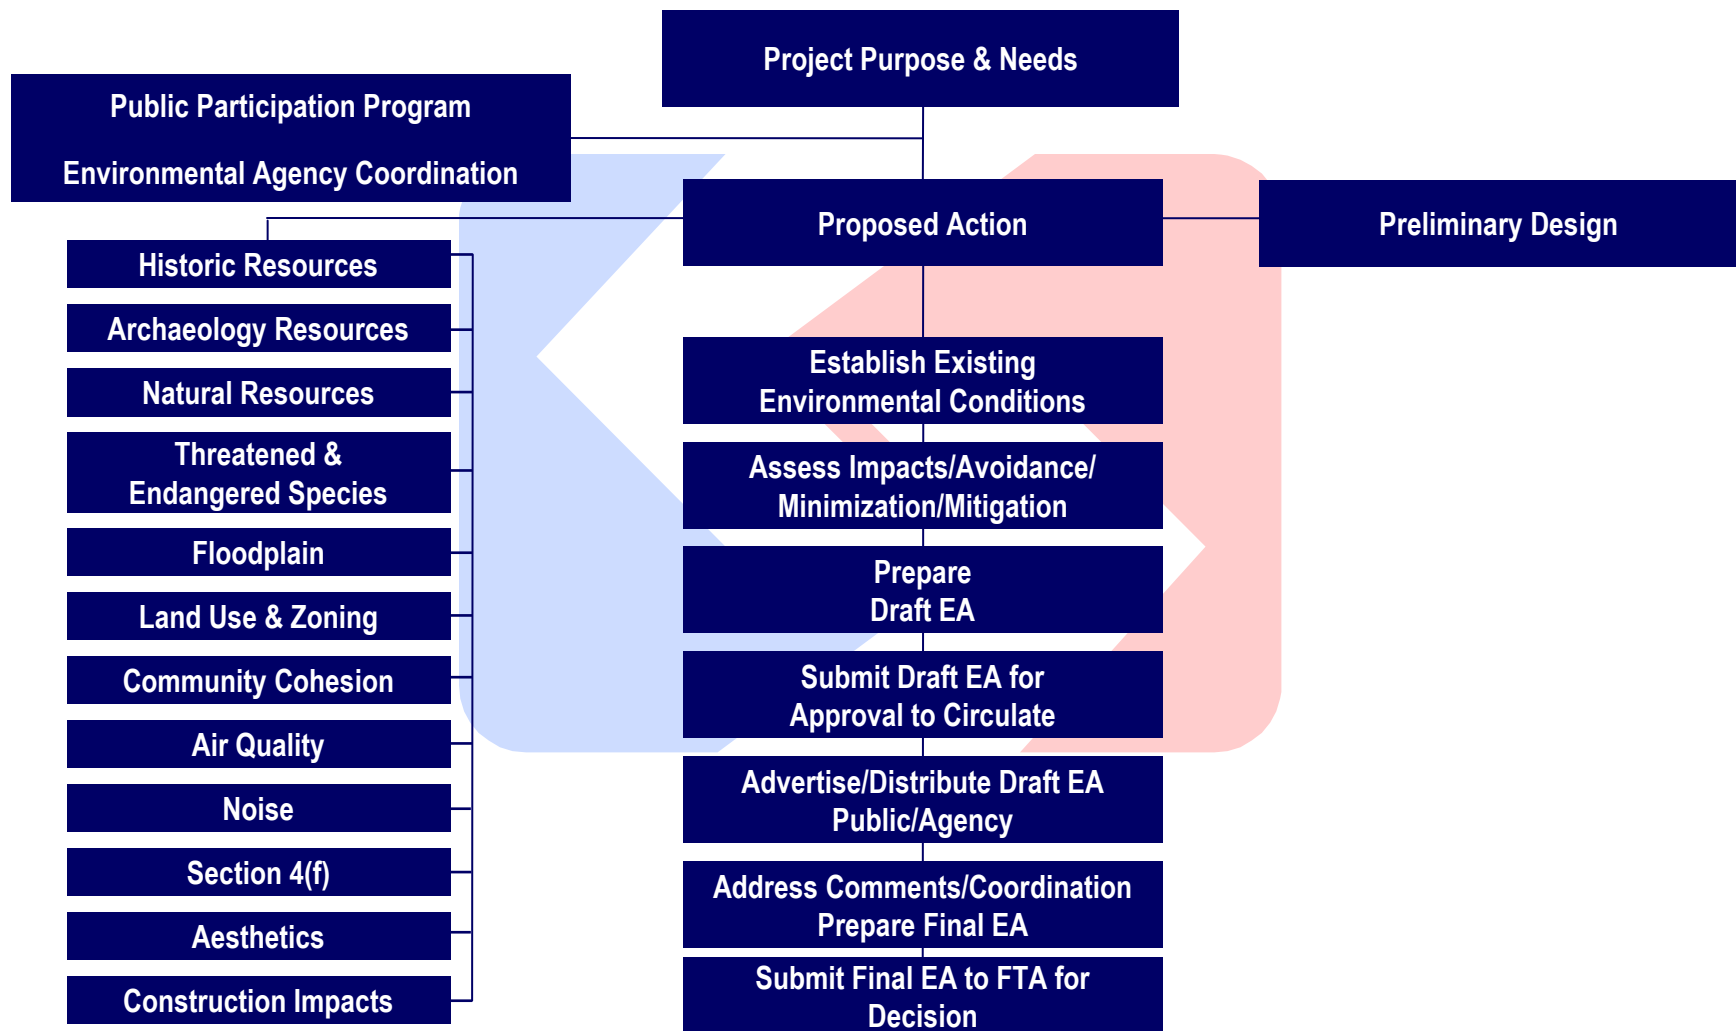 Project Purpose & Needs
Public Participation Program
Environmental Agency Coordination
Proposed Action
Preliminary Design
Historic Resources
Archaeology Resources
Natural Resources
Threatened &
Endangered Species
Floodplain
Land Use & Zoning
Community Cohesion
Air Quality
Noise
Section 4(f)
Aesthetics
Construction Impacts
Establish Existing
Environmental Conditions
Assess Impacts/Avoidance/
Minimization/Mitigation
Prepare
Draft EA
Submit Draft EA for
Approval to Circulate
Advertise/Distribute Draft EA
Public/Agency
Address Comments/Coordination
Prepare Final EA
Submit Final EA to FTA for
Decision